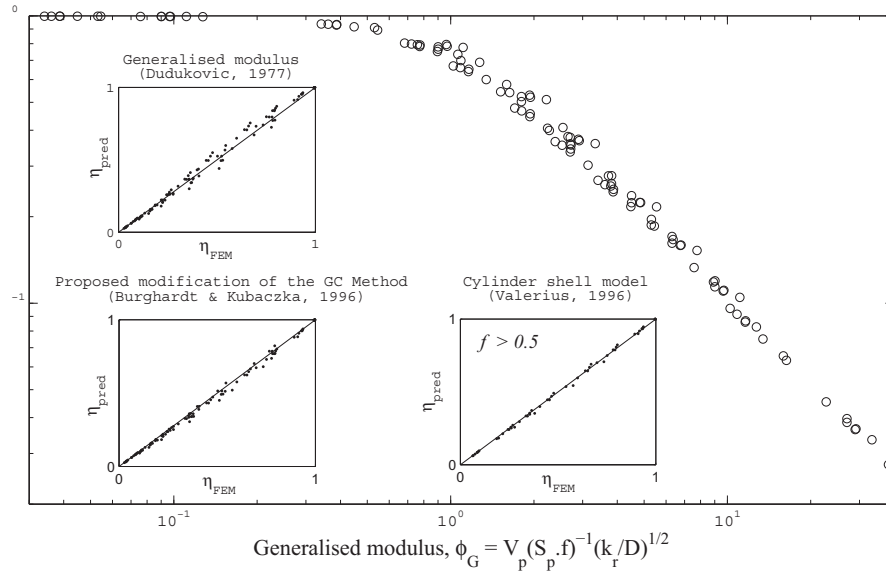 0
Generalised modulus
(Dudukovic, 1977)
1
η_pred
0
0
η_FEM
1
−1
Proposed modification of the GC Method
(Burghardt & Kubaczka, 1996)
1
η_pred
0
0
η_FEM
1
Cylinder shell model
(Valerius, 1996)
1
f > 0.5
η_pred
0
0
η_FEM
1
10^−1
10^0
10^1
Generalised modulus, ϕ_G = V_p(S_p.f)^−1(k_r/D)^1/2